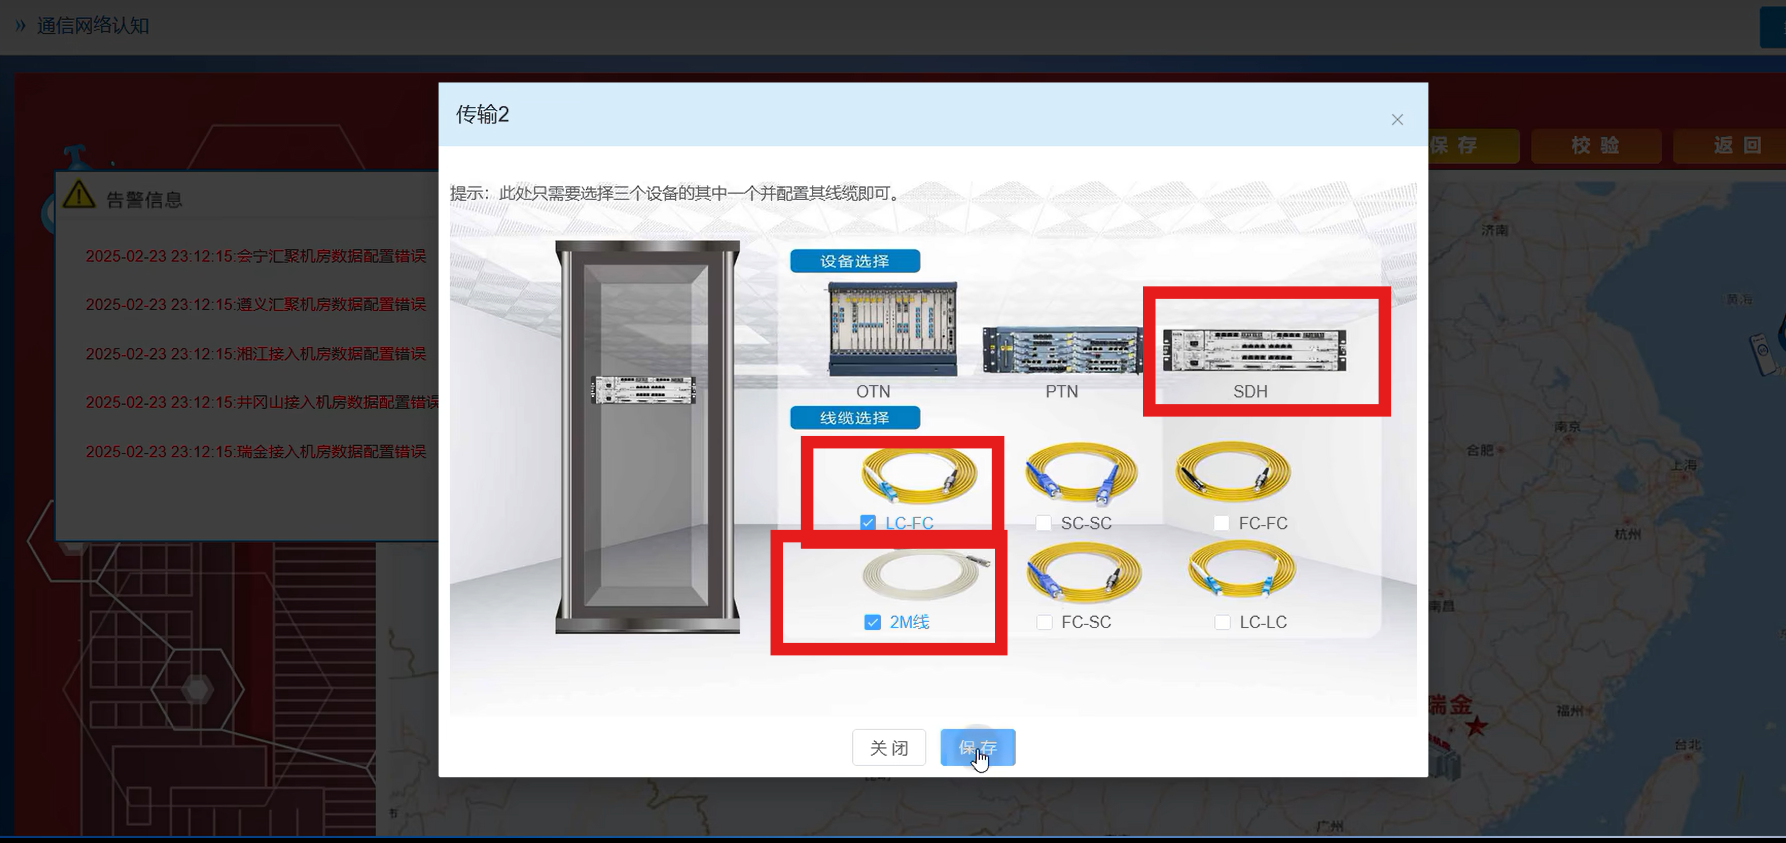 » 通信网络认知
传输2
×
保 存
校 验
返 回
告警信息
提示：此处只需要选择三个设备的其中一个并配置其线缆即可。
2025-02-23 23:12:15:会宁汇聚机房数据配置错误
2025-02-23 23:12:15:遵义汇聚机房数据配置错误
2025-02-23 23:12:15:湘江接入机房数据配置错误
2025-02-23 23:12:15:井冈山接入机房数据配置错误
2025-02-23 23:12:15:瑞金接入机房数据配置错误
设备选择
OTN
PTN
SDH
线缆选择
LC-FC
SC-SC
FC-FC
2M线
FC-SC
LC-LC
关 闭
保 存
济南
黄海
南京
合肥
上海
杭州
南昌
瑞金
福州
台北
广州
市